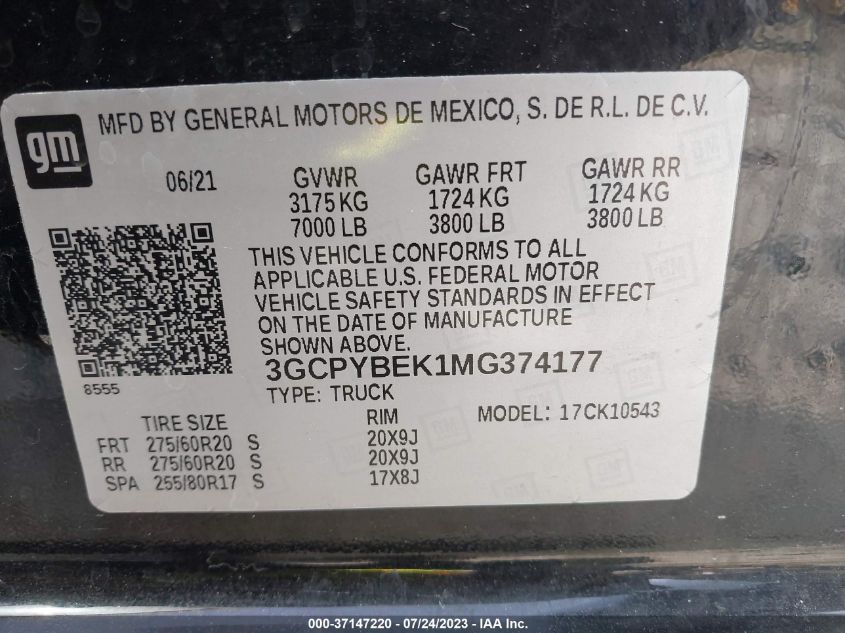 gm
MFD BY GENERAL MOTORS DE MEXICO, S. DE R.L. DE C.V.
06/21 GVWR GAWR FRT GAWR RR
3175 KG 1724 KG 1724 KG
7000 LB 3800 LB 3800 LB
THIS VEHICLE CONFORMS TO ALL
APPLICABLE U.S. FEDERAL MOTOR
VEHICLE SAFETY STANDARDS IN EFFECT
ON THE DATE OF MANUFACTURE
SHOWN ABOVE.
3GCPYBEK1MG374177
8555
TYPE: TRUCK
TIRE SIZE RIM MODEL: 17CK10543
FRT 275/60R20 S 20X9J
RR 275/60R20 S 20X9J
SPA 255/80R17 S 17X8J
000-37147220 - 07/24/2023 - © IAA, Inc.